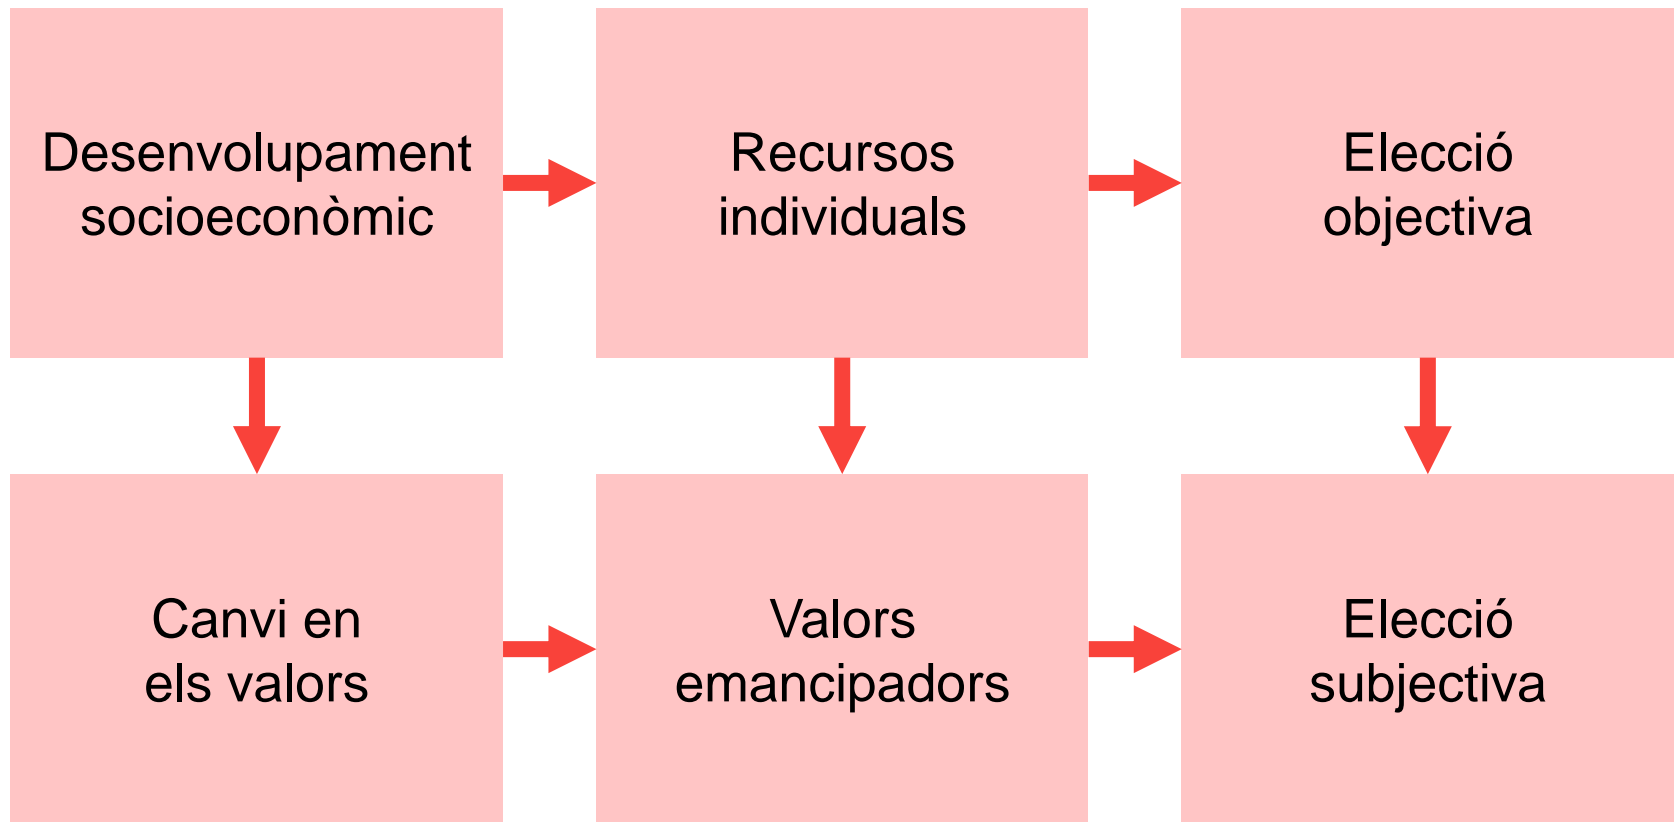 Desenvolupament
socioeconòmic
Recursos
individuals
Elecció
objectiva
Canvi en
els valors
Valors
emancipadors
Elecció
subjectiva